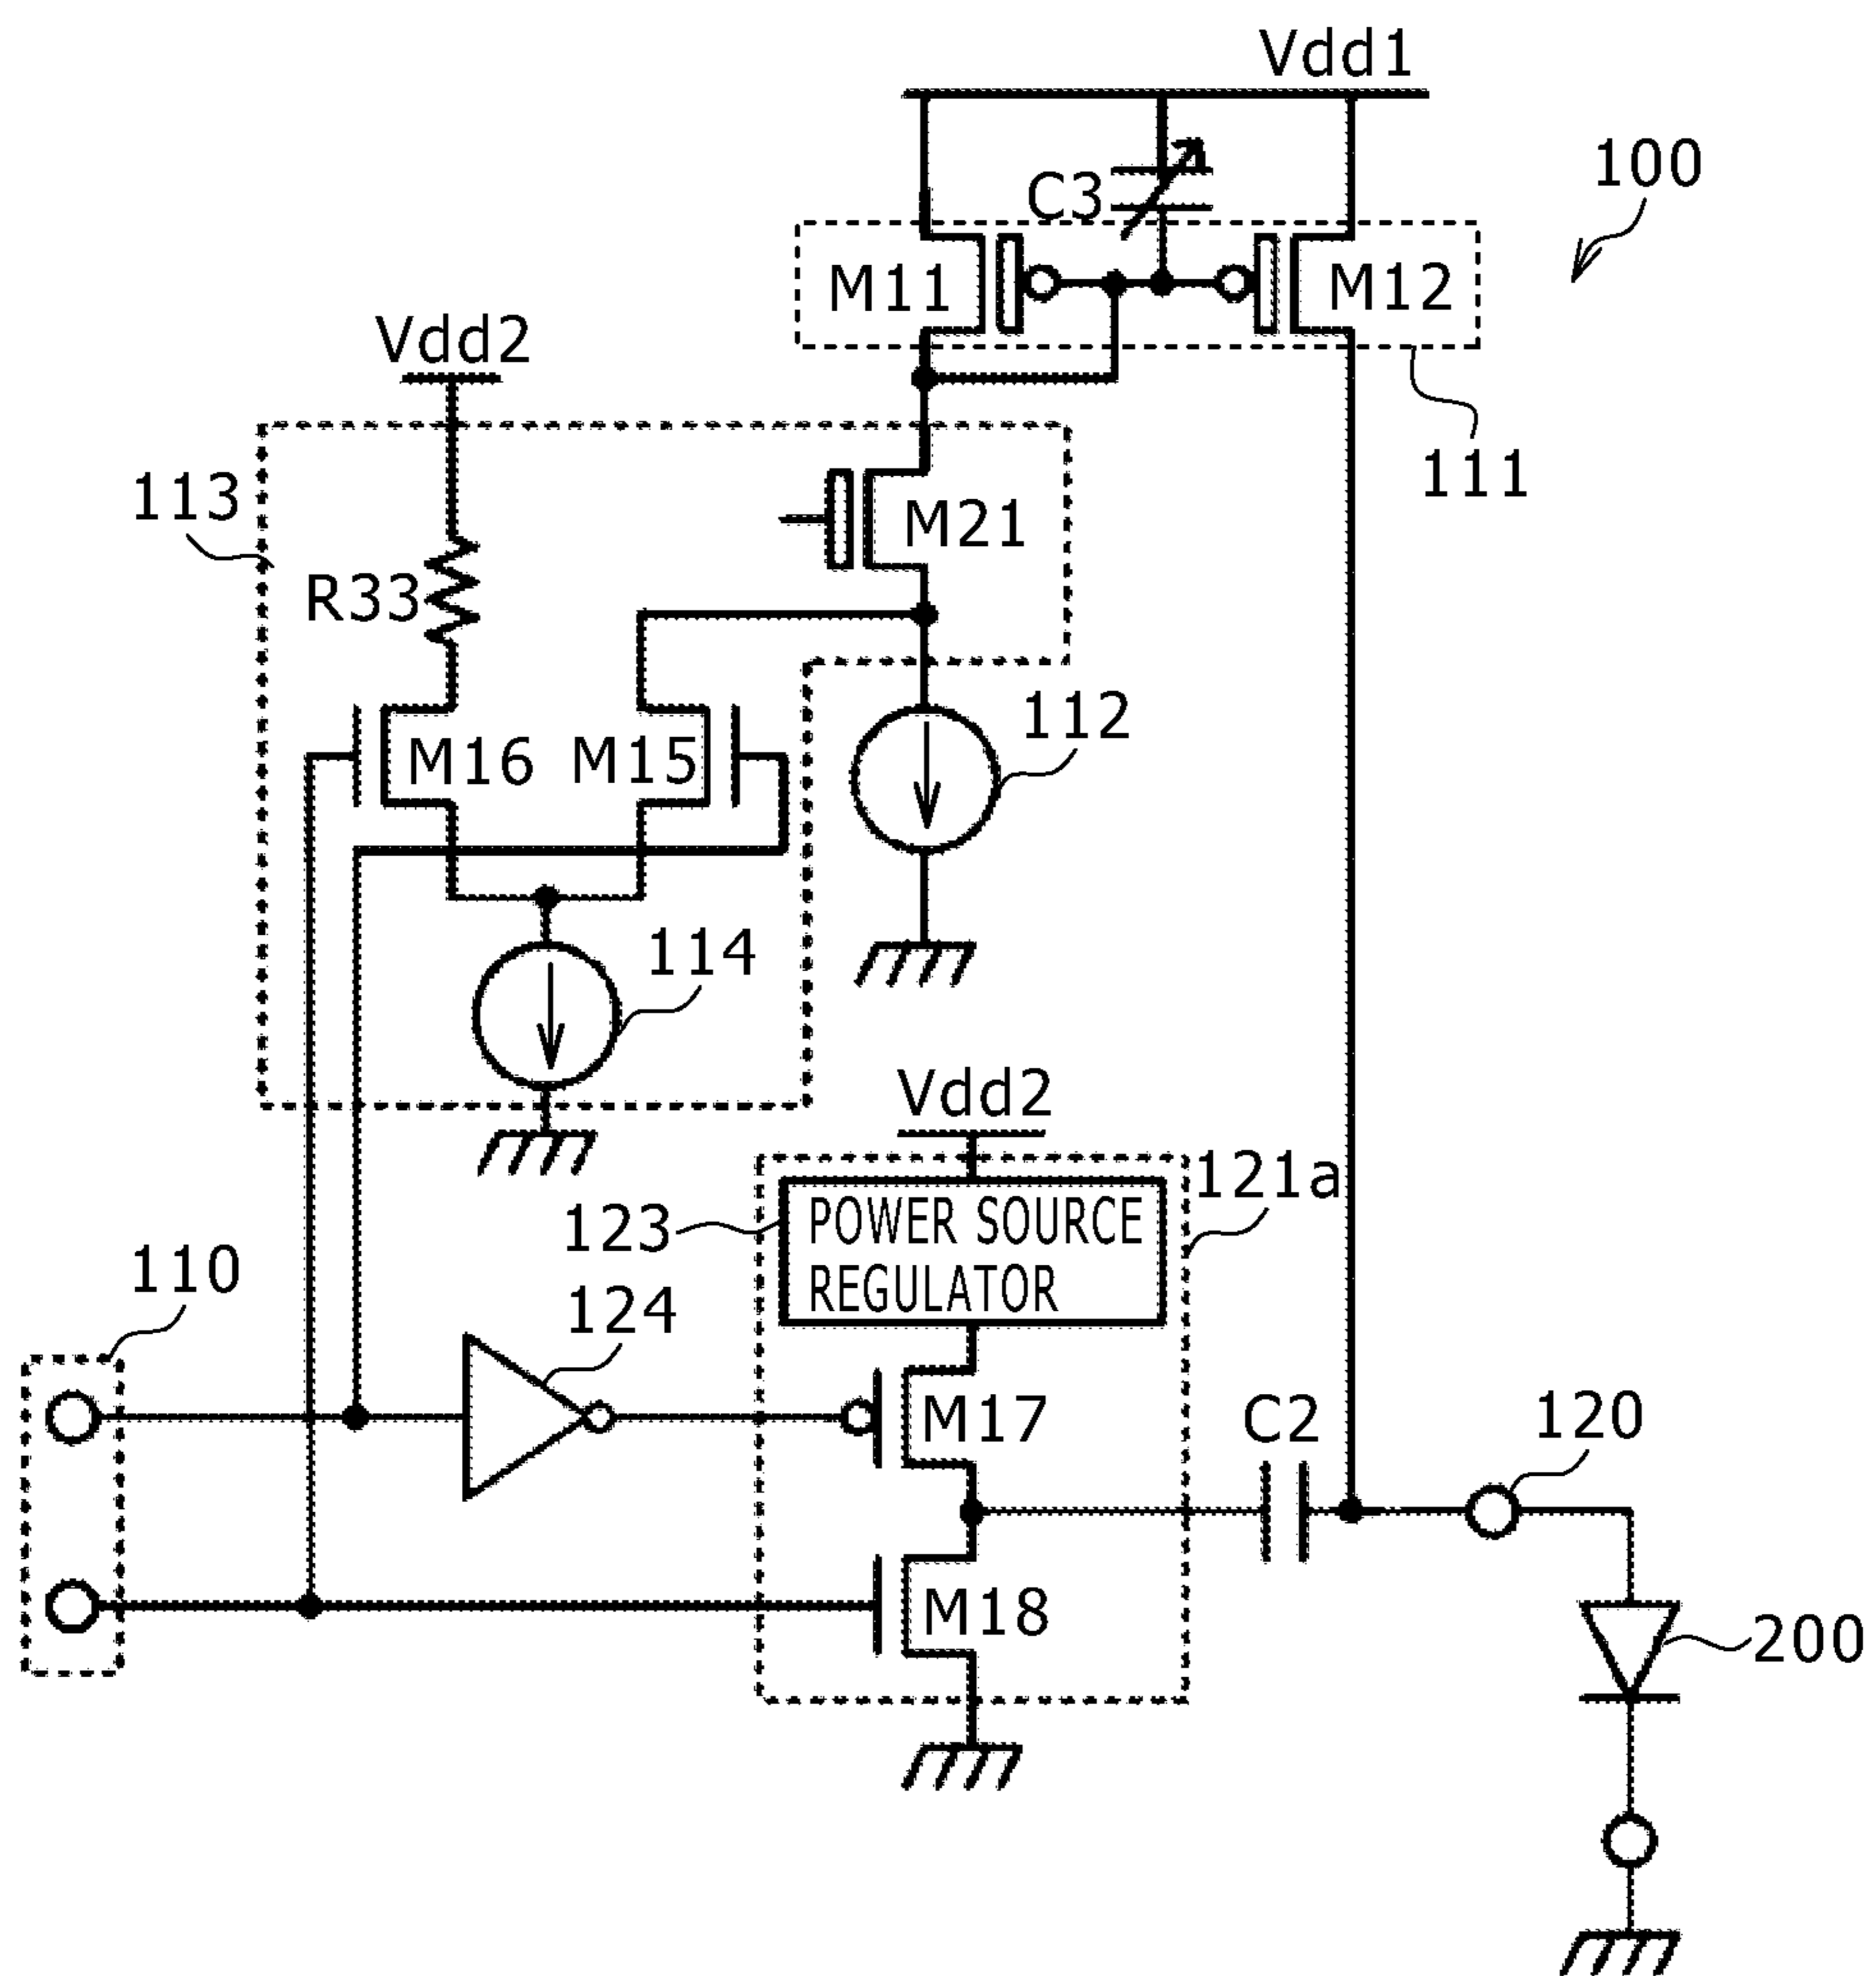 Vdd1
100
C3
M11
M12
Vdd2
111
113
M21
R33
112
M16
M15
114
Vdd2
121a
123
POWER SOURCE
REGULATOR
110
124
M17
C2
120
M18
200